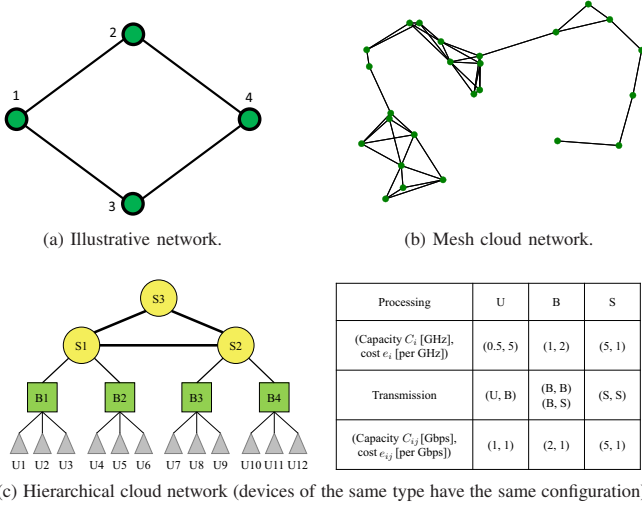 2
1
4
3
(a) Illustrative network.
(b) Mesh cloud network.
S3
S1
S2
B1
B2
B3
B4
U1 U2 U3 U4 U5 U6 U7 U8 U9 U10 U11 U12
Processing U B S
(Capacity C_i [GHz],
cost e_i [per GHz])
(0.5, 5) (1, 2) (5, 1)
Transmission (U, B) (B, B)
(B, S) (S, S)
(Capacity C_ij [Gbps],
cost e_ij [per Gbps])
(1, 1) (2, 1) (5, 1)
(c) Hierarchical cloud network (devices of the same type have the same configuration)